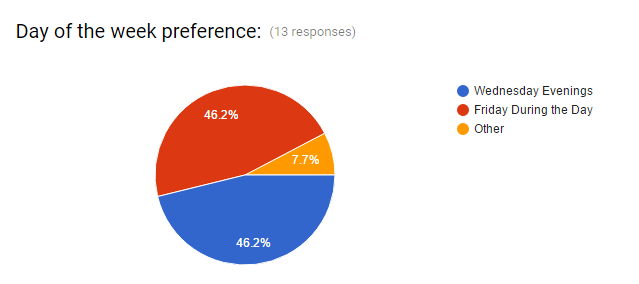 Day of the week preference: (13 responses)
46.2%
7.7%
46.2%
Wednesday Evenings
Friday During the Day
Other